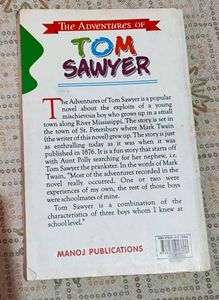 The Adventures of
TOM
SAWYER
The Adventures of Tom Sawyer is a popular
novel about the exploits of a young
mischievous boy who grows up in a small
town along River Mississippi. The story is set in
the town of St. Petersbury where Mark Twain
(the writer of this novel) grew up. The story is just
as enthralling today as it was when it was
published in 1876. It is a fun story that starts off
with Aunt Polly searching for her nephew, i.e.
Tom Sawyer the prankster. In the words of Mark
Twain, "Most of the adventures recorded in the
novel really occurred. One or two were
experiences of my own, the rest of those boys
were schoolmates of mine.
Tom Sawyer is a combination of the
characteristics of three boys whom I knew at
school level."
MANOJ PUBLICATIONS